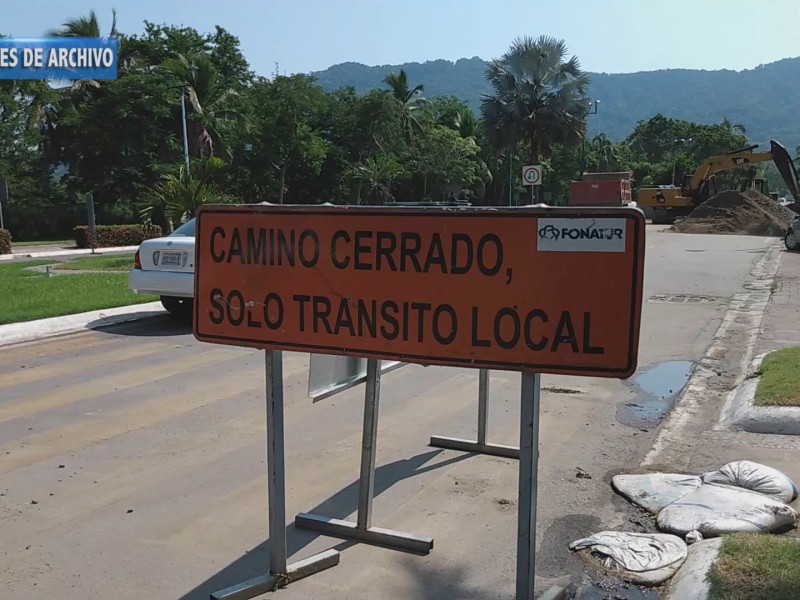 ES DE ARCHIVO
CAMINO CERRADO,
FONATUR
SOLO TRANSITO LOCAL